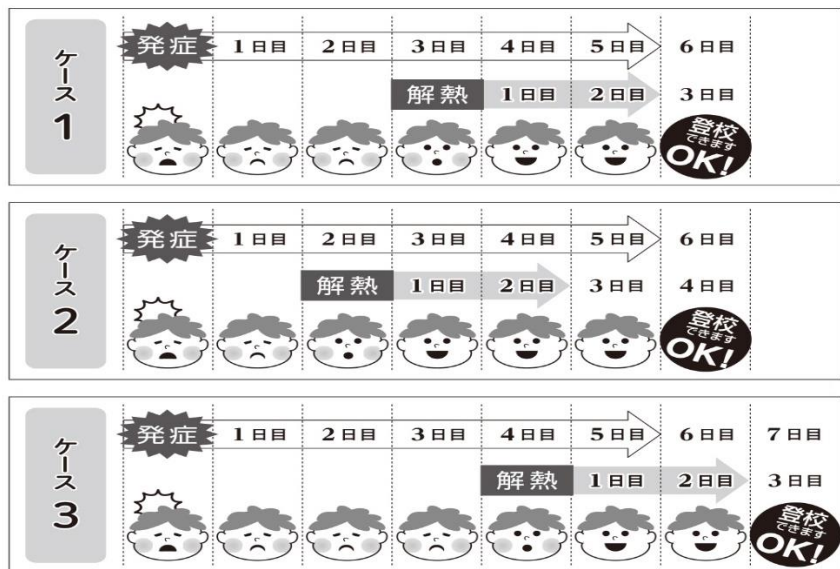 ケース1
発症 1日目 2日目 3日目 4日目 5日目 6日目
解熱 1日目 2日目 3日目
登校
できます
OK!
ケース2
発症 1日目 2日目 3日目 4日目 5日目 6日目
解熱 1日目 2日目 3日目 4日目
登校
できます
OK!
ケース3
発症 1日目 2日目 3日目 4日目 5日目 6日目 7日目
解熱 1日目 2日目 3日目
登校
できます
OK!